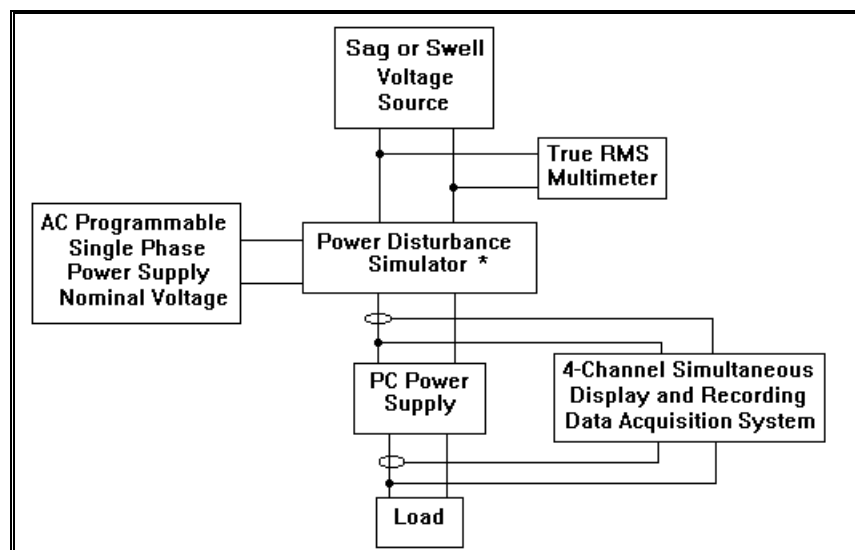 Sag or Swell
Voltage
Source
True RMS
Multimeter
AC Programmable
Single Phase
Power Supply
Nominal Voltage
Power Disturbance
Simulator *
PC Power
Supply
4-Channel Simultaneous
Display and Recording
Data Acquisition System
Load